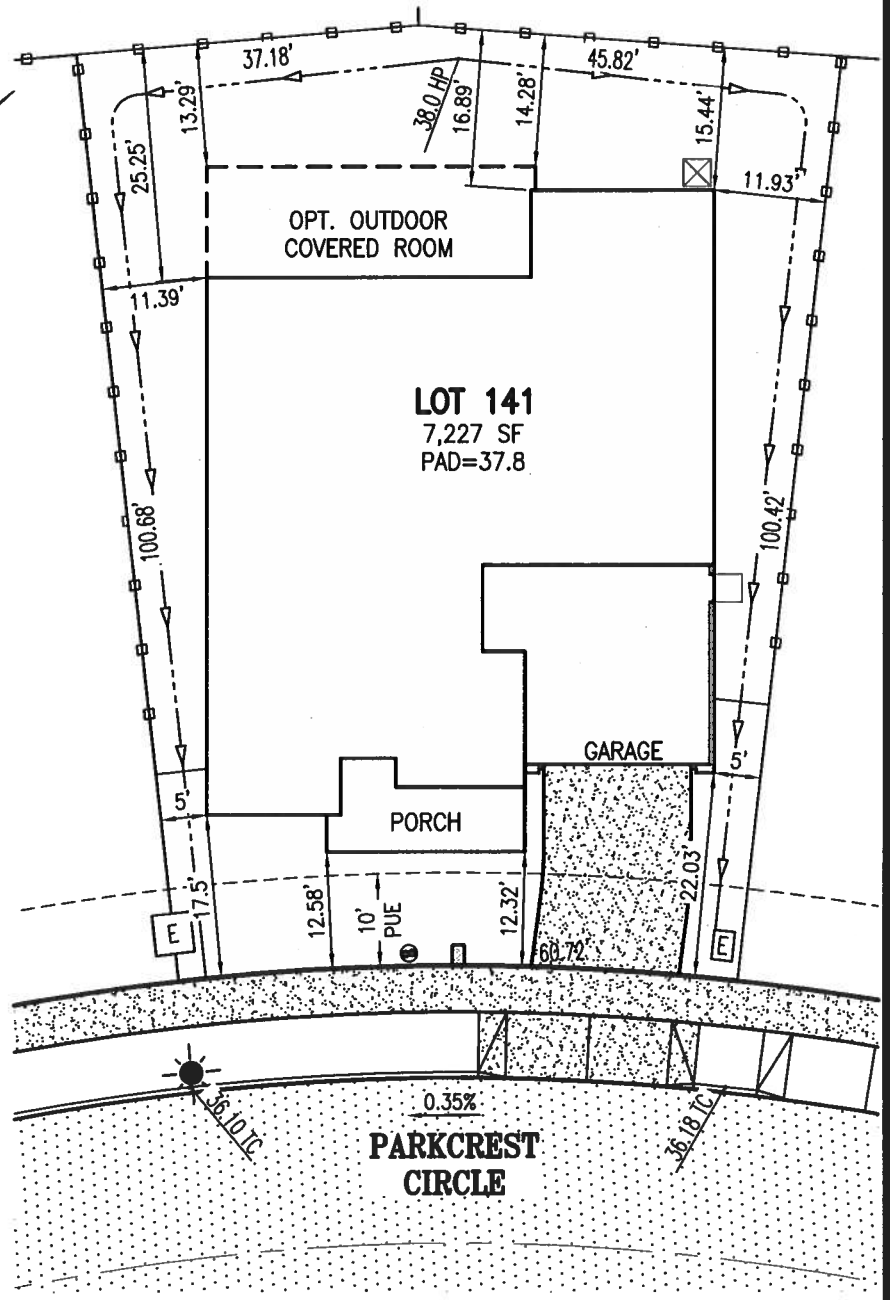 37.18'
45.82'
13.29'
38.0 HP
16.89'
14.28'
15.44'
25.25'
11.93'
OPT. OUTDOOR
COVERED ROOM
11.39'
LOT 141
7,227 SF
PAD=37.8
100.68'
100.42'
GARAGE
5'
5'
PORCH
17.5'
12.58'
10'
PUE
12.32'
22.03'
E
E
60.72'
36.10 TC
0.35%
36.18 TC
PARKCREST
CIRCLE